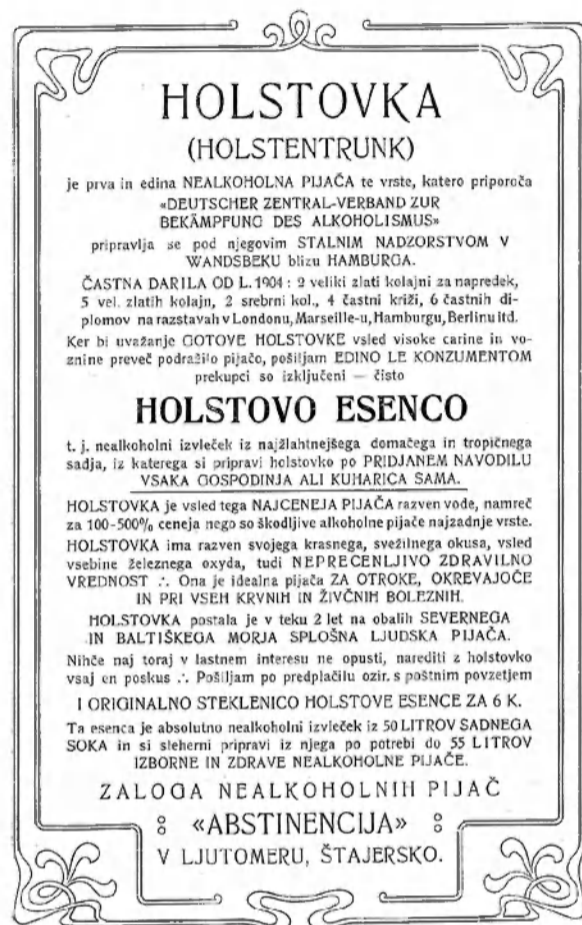 HOLSTOVKA
(HOLSTENTRUNK)
je prva in edina NEALKOHOLNA PIJAČA te vrste, katero priporoča
«DEUTSCHER ZENTRAL-VERBAND ZUR
BEKÄMPFUNG DES ALKOHOLISMUS»
pripravlja se pod njegovim STALNIM NADZORSTVOM V
WANDSBEKU blizu HAMBURGA.
ČASTNA DARILA OD L. 1904 : 2 veliki zlati kolajni za napredek,
5 vel. zlatih kolajn, 2 srebrni kol., 4 častni križi, 6 častnih di-
plomov na razstavah v Londonu, Marseille-u, Hamburgu, Berlinu itd.
Ker bi uvažanje GOTOVE HOLSTOVKE vsled visoke carine in vo-
znine preveč podražilo pijačo, pošiljam EDINO LE KONZUMENTOM
prekupci so izključeni — čisto
HOLSTOVO ESENCO
t. j. nealkoholni izvleček iz najžlahtnejšega domačega in tropičnega
sadja, iz katerega si pripravi holstovko po PRIDJANEM NAVODILU
VSAKA GOSPODINJA ALI KUHARICA SAMA.
HOLSTOVKA je vsled tega NAJCENEJA PIJAČA razven vode, namreč
za 100-500% ceneja nego so škodljive alkoholne pijače najzadnje vrste.
HOLSTOVKA ima razven svojega krasnega, svežilnega okusa, vsled
vsebine železnega oxyda, tudi NEPRECENLJIVO ZDRAVILNO
VREDNOST ∴ Ona je idealna pijača ZA OTROKE, OKREVAJOČE
IN PRI VSEH KRVNIH IN ŽIVČNIH BOLEZNIH.
HOLSTOVKA postala je v teku 2 let na obalih SEVERNEGA
IN BALTIŠKEGA MORJA SPLOŠNA LJUDSKA PIJAČA.
Nihče naj toraj v lastnem interesu ne opusti, narediti z holstovko
vsaj en poskus ∴ Pošiljam po predplačilu ozir. s poštnim povzetjem
I ORIGINALNO STEKLENICO HOLSTOVE ESENCE ZA 6 K.
Ta esenca je absolutno nealkoholni izvleček iz 50 LITROV SADNEGA
SOKA in si sleherni pripravi iz njega po potrebi do 55 LITROV
IZBORNE IN ZDRAVE NEALKOHOLNE PIJAČE.
ZALOGA NEALKOHOLNIH PIJAČ
«ABSTINENCIJA»
V LJUTOMERU, ŠTAJERSKO.